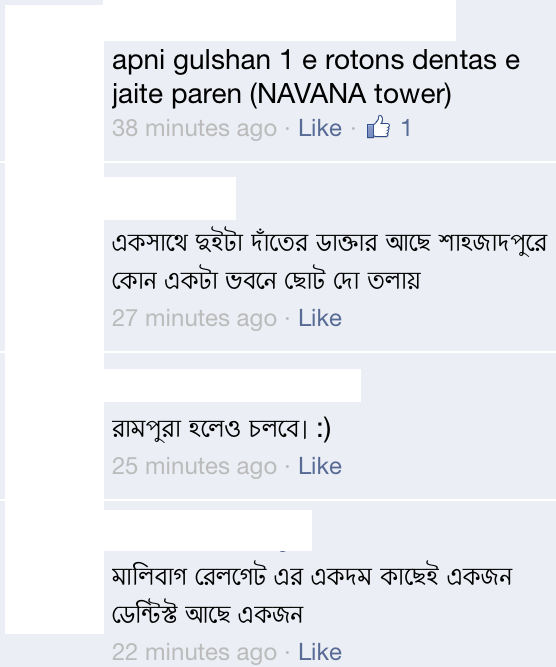 apni gulshan 1 e rotons dentas e
jaite paren (NAVANA tower)
38 minutes ago · Like · 1
একসাথে দুইটা দাঁতের ডাক্তার আছে শাহজাদপুরে
কোন একটা ভবনে ছোট দো তলায়
27 minutes ago · Like
রামপুরা হলেও চলবে। :)
25 minutes ago · Like
মালিবাগ রেলগেট এর একদম কাছেই একজন
ডেন্টিস্ট আছে একজন
22 minutes ago · Like